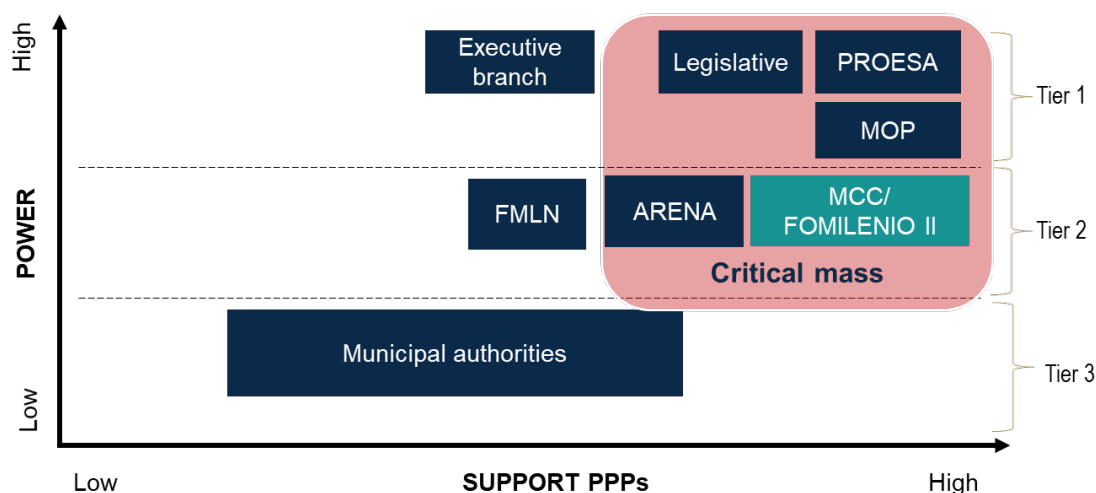 High
Executive
branch
Legislative
PROESA
MOP
Tier 1
POWER
FMLN
ARENA
MCC/
FOMILENIO II
Critical mass
Tier 2
Municipal authorities
Tier 3
Low
Low
SUPPORT PPPs
High